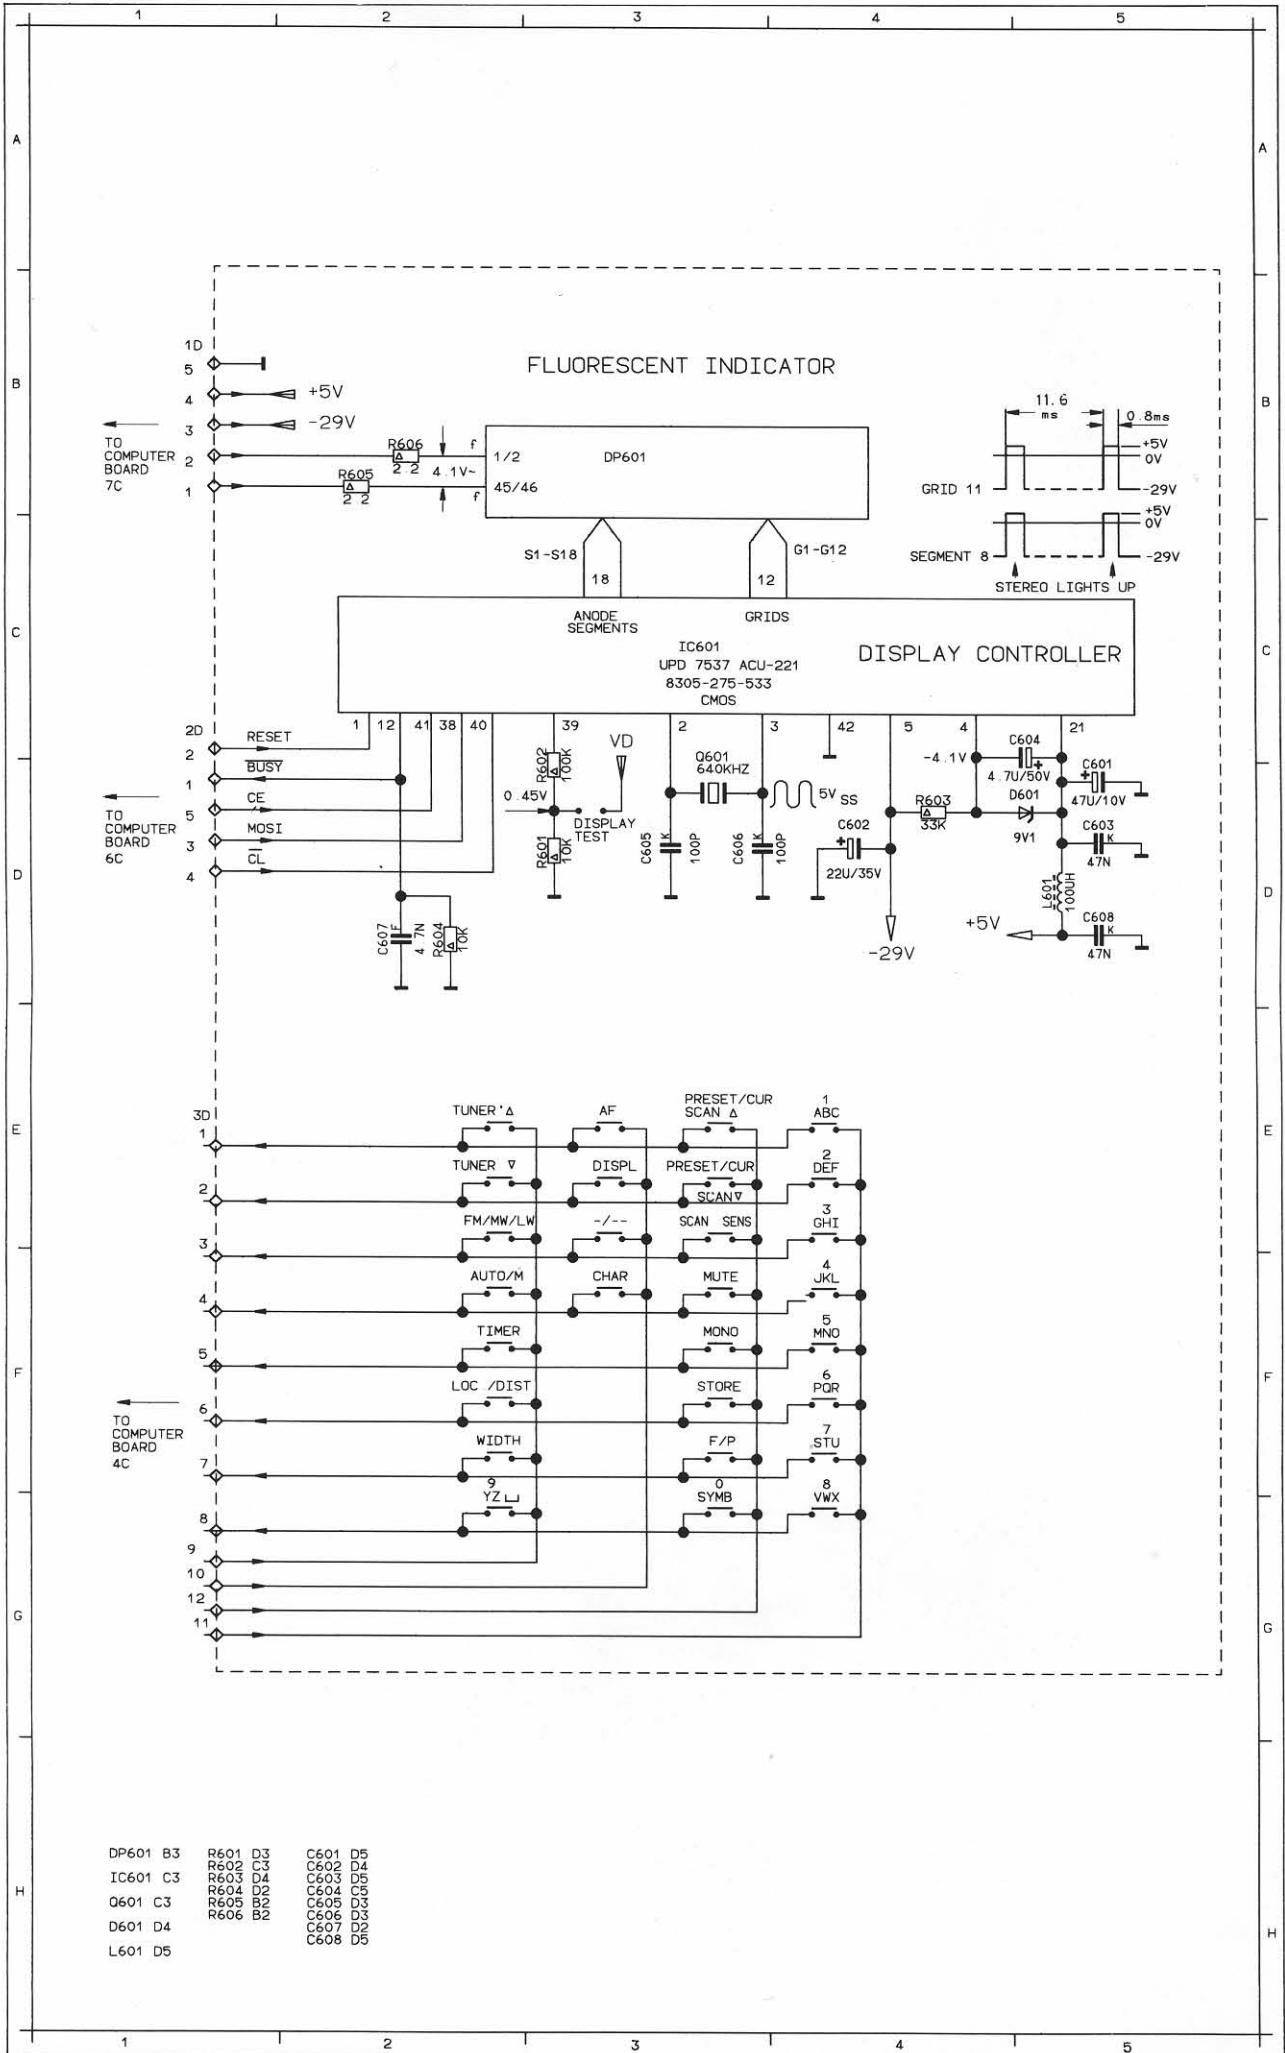 1 2 3 4 5
A A
1D
5
FLUORESCENT INDICATOR
B B
4 +5V
3 -29V
TO
COMPUTER
BOARD
7C
2
1
R606
2.2
R605
2.2
4.1V~
f
f
1/2
45/46
DP601
11.6
ms
0.8ms
+5V
0V
GRID 11
-29V
+5V
0V
SEGMENT 8
-29V
STEREO LIGHTS UP
S1-S18
18
G1-G12
12
C C
ANODE
SEGMENTS
GRIDS
IC601
UPD 7537 ACU-221
8305-275-533
CMOS
DISPLAY CONTROLLER
1 12 41 38 40 39 2 3 42 5 4 21
2D
2 RESET
1 BUSY
5 CE
3 MOSI
4 CL
TO
COMPUTER
BOARD
6C
R602
100K
VD
0.45V
DISPLAY
TEST
R601
10K
Q601
640KHZ
5V SS
C605
K
100P
C606
K
100P
C602
22U/35V
R603
33K
-4.1V
C604
4.7U/50V
D601
9V1
C601
47U/10V
C603
K
47N
L601
100UH
C608
K
47N
+5V
-29V
D D
C607
F
4.7N
R604
10K
E E
3D
1
TUNER △
AF
PRESET/CUR
SCAN △
1
ABC
2
TUNER ▽
DISPL
PRESET/CUR
SCAN▽
2
DEF
3
FM/MW/LW
-/--
SCAN SENS
3
GHI
4
AUTO/M
CHAR
MUTE
4
JKL
5
TIMER
MONO
5
MNO
F F
6
LOC /DIST
STORE
6
PQR
TO
COMPUTER
BOARD
4C
7
WIDTH
F/P
7
STU
8
9
YZ ⌴
0
SYMB
8
VWX
9
10
12
11
G G
DP601 B3 R601 D3 C601 D5
R602 C3 C602 D4
IC601 C3 R603 D4 C603 D5
R604 D2 C604 C5
Q601 C3 R605 B2 C605 D3
R606 B2 C606 D3
D601 D4 C607 D2
C608 D5
L601 D5
H H
1 2 3 4 5